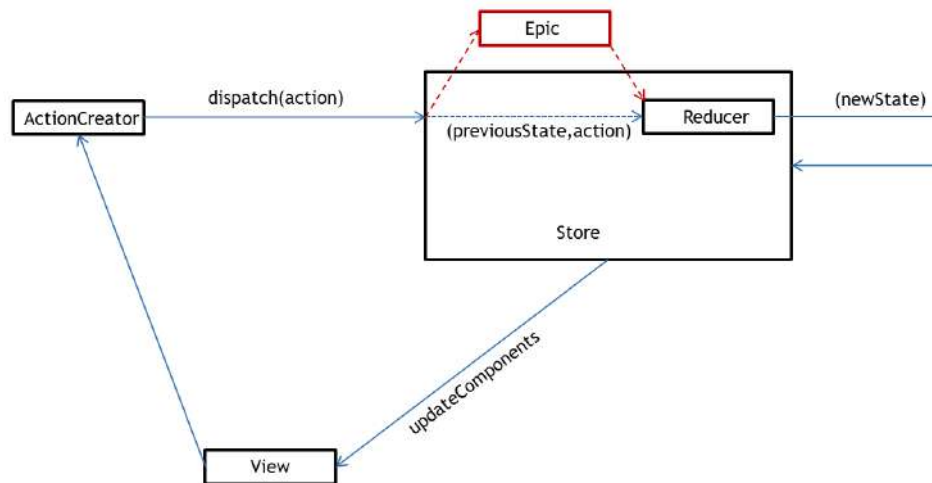 Epic
dispatch(action)
(newState)
ActionCreator
Reducer
(previousState,action)
Store
updateComponents
View